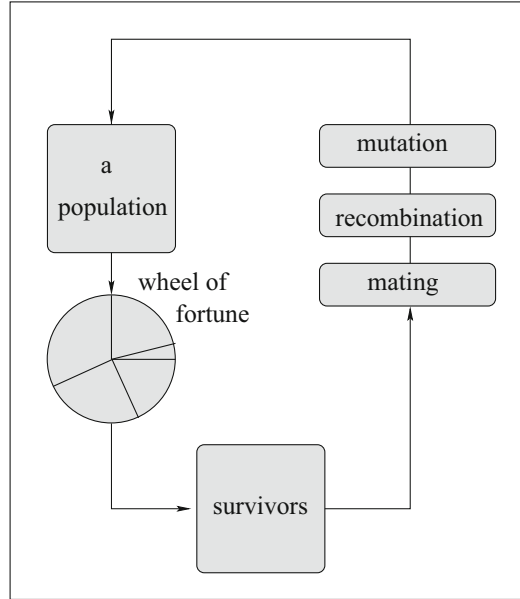 a
population
wheel of
fortune
survivors
mutation
recombination
mating